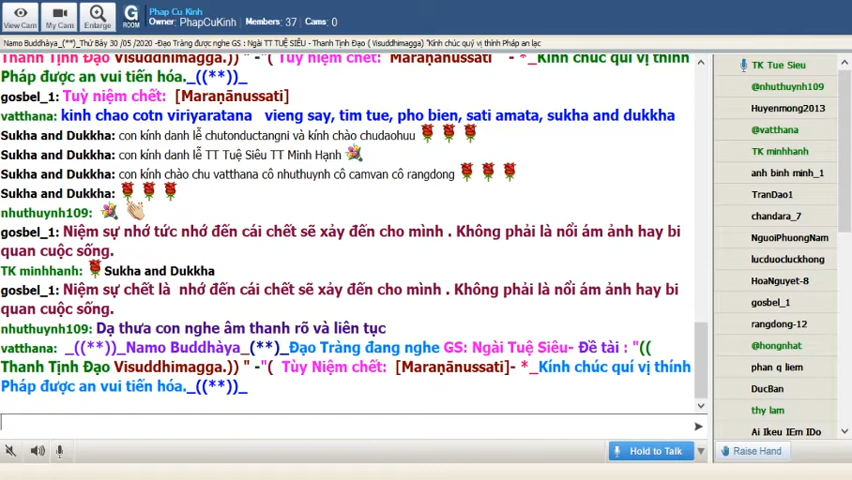 View Cam
My Cam
Enlarge
G
ROOM
Phap Cu Kinh
Owner: PhapCuKinh Members: 37 Cams: 0
Namo Buddhàya_(**)_Thứ Bảy 30 /05 /2020 -Đạo Tràng được nghe GS : Ngài TT TUỆ SIÊU - Thanh Tịnh Đạo ( Visuddhimagga) "Kính chúc quý vị thính Pháp an lạc
Thanh Tịnh Đạo Visuddhimagga.)) " -"( Tùy Niệm chết: [Maraṇānussati] - *_Kính chúc quí vị thính
Pháp được an vui tiến hóa._((**))_
gosbel_1: Tuỳ niệm chết: [Maraṇānussati]
vatthana: kinh chao cotn viriyaratana vieng say, tim tue, pho bien, sati amata, sukha and dukkha
Sukha and Dukkha: con kính danh lễ chutonductangni và kính chào chudaohuu
Sukha and Dukkha: con kính danh lễ TT Tuệ Siêu TT Minh Hạnh
Sukha and Dukkha: con kính chào chu vatthana cô nhuthuynh cô camvan cô rangdong
Sukha and Dukkha:
nhuthuynh109:
gosbel_1: Niệm sự nhớ tức nhớ đến cái chết sẽ xảy đến cho mình . Không phải là nổi ám ảnh hay bi
quan cuộc sống.
TK minhhanh: Sukha and Dukkha
gosbel_1: Niệm sự chết là nhớ đến cái chết sẽ xảy đến cho mình . Không phải là nổi ám ảnh hay bi
quan cuộc sống.
nhuthuynh109: Dạ thưa con nghe âm thanh rõ và liên tục
vatthana: _((**))_Namo Buddhàya_(**)_Đạo Tràng đang nghe GS: Ngài Tuệ Siêu- Đề tài : "((
Thanh Tịnh Đạo Visuddhimagga.)) " -"( Tùy Niệm chết: [Maraṇānussati]- *_Kính chúc quí vị thính
Pháp được an vui tiến hóa._((**))_
Hold to Talk
TK Tue Sieu
@nhuthuynh109
Huyenmong2013
@vatthana
TK minhhanh
anh binh minh_1
TranDao1
chandara_7
NguoiPhuongNam
lucduocluckhong
HoaNguyet-8
gosbel_1
rangdong-12
@hongnhat
phan q liem
DucBan
thy lam
Ai Ikeu IEm IDo
Raise Hand